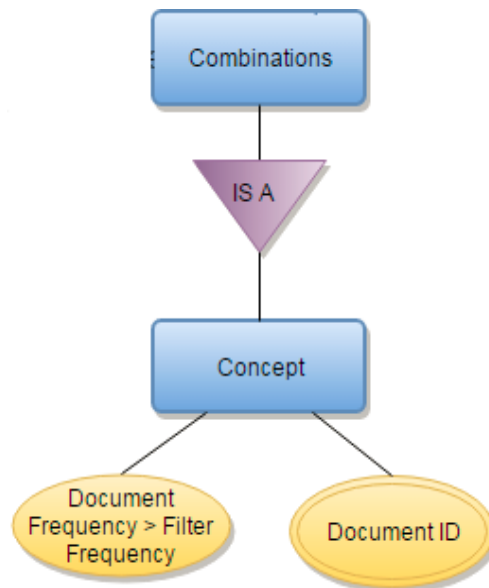 Combinations
IS A
Concept
Document
Frequency > Filter
Frequency
Document ID